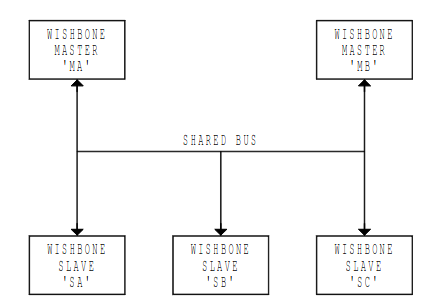 WISHBONE
MASTER
'MA'
WISHBONE
MASTER
'MB'
SHARED BUS
WISHBONE
SLAVE
'SA'
WISHBONE
SLAVE
'SB'
WISHBONE
SLAVE
'SC'